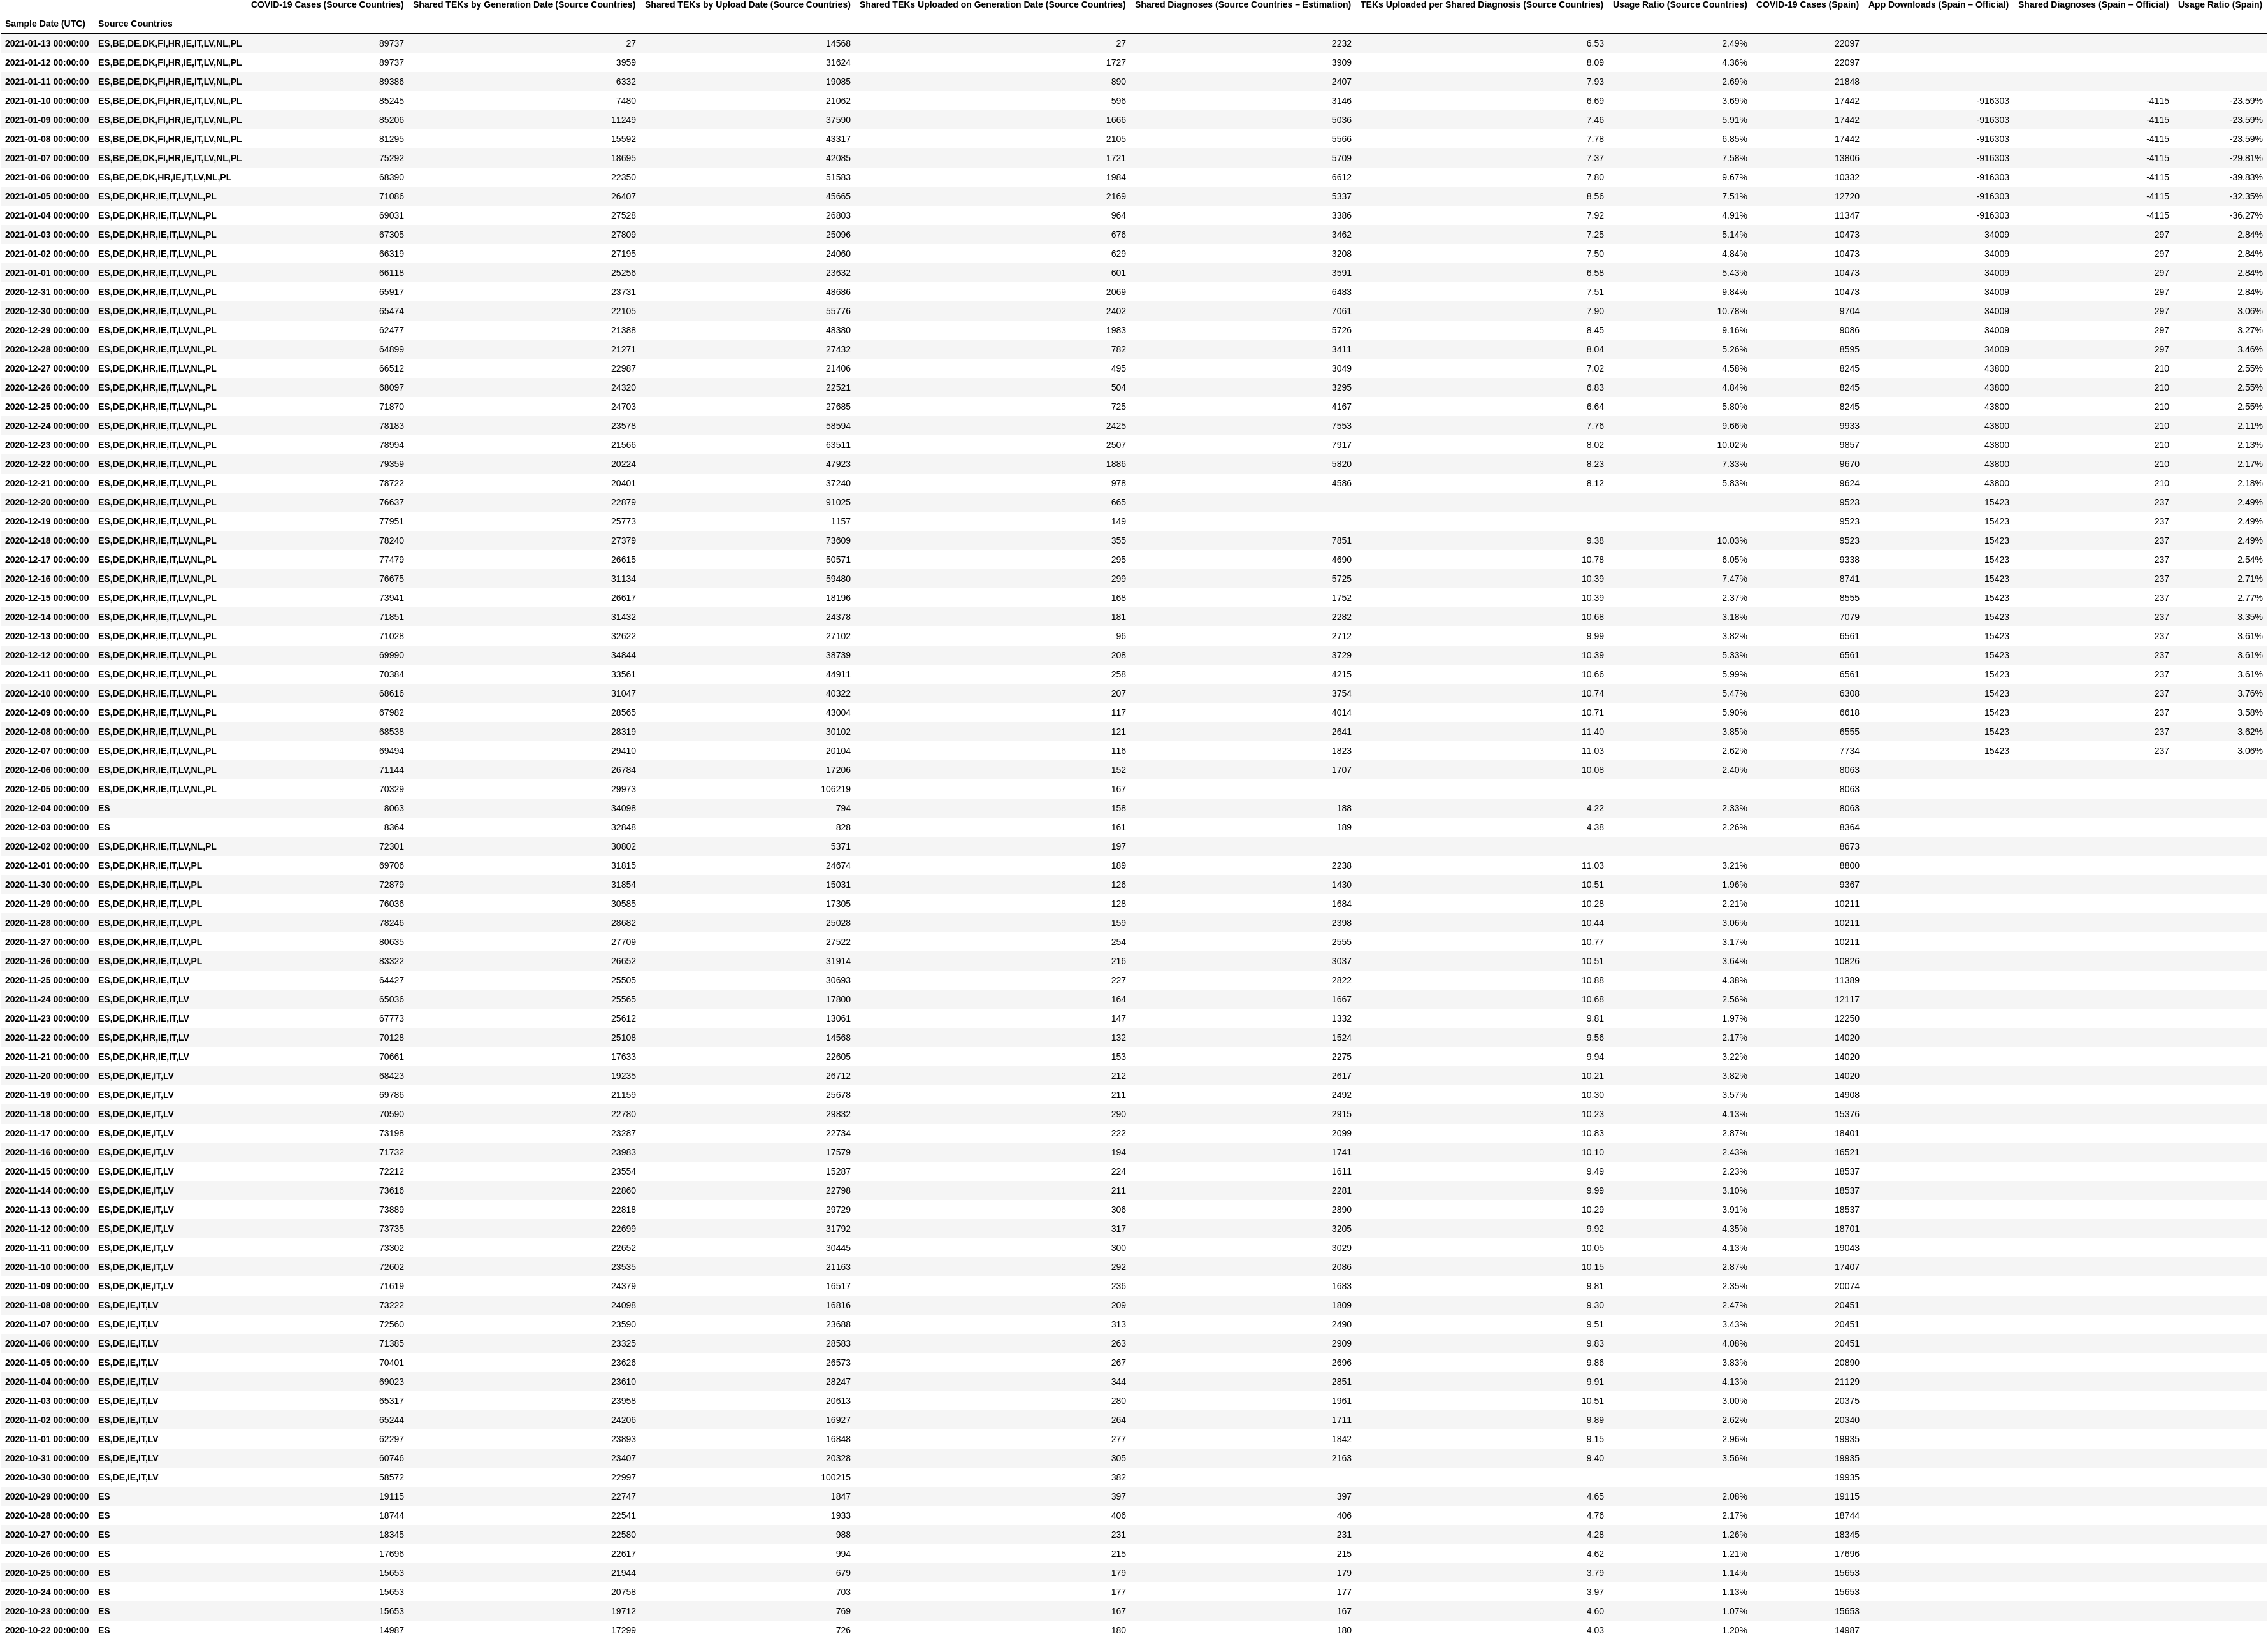 COVID-19 Cases (Source Countries) Shared TEKs by Generation Date (Source Countries) Shared TEKs by Upload Date (Source Countries) Shared TEKs Uploaded on Generation Date (Source Countries) Shared Diagnoses (Source Countries – Estimation) TEKs Uploaded per Shared Diagnosis (Source Countries) Usage Ratio (Source Countries) COVID-19 Cases (Spain) App Downloads (Spain – Official) Shared Diagnoses (Spain – Official) Usage Ratio (Spain)
Sample Date (UTC) Source Countries
2021-01-13 00:00:00 ES,BE,DE,DK,FI,HR,IE,IT,LV,NL,PL 89737 27 14568 27 2232 6.53 2.49% 22097
2021-01-12 00:00:00 ES,BE,DE,DK,FI,HR,IE,IT,LV,NL,PL 89737 3959 31624 1727 3909 8.09 4.36% 22097
2021-01-11 00:00:00 ES,BE,DE,DK,FI,HR,IE,IT,LV,NL,PL 89386 6332 19085 890 2407 7.93 2.69% 21848
2021-01-10 00:00:00 ES,BE,DE,DK,FI,HR,IE,IT,LV,NL,PL 85245 7480 21062 596 3146 6.69 3.69% 17442 -916303 -4115 -23.59%
2021-01-09 00:00:00 ES,BE,DE,DK,FI,HR,IE,IT,LV,NL,PL 85206 11249 37590 1666 5036 7.46 5.91% 17442 -916303 -4115 -23.59%
2021-01-08 00:00:00 ES,BE,DE,DK,FI,HR,IE,IT,LV,NL,PL 81295 15592 43317 2105 5566 7.78 6.85% 17442 -916303 -4115 -23.59%
2021-01-07 00:00:00 ES,BE,DE,DK,FI,HR,IE,IT,LV,NL,PL 75292 18695 42085 1721 5709 7.37 7.58% 13806 -916303 -4115 -29.81%
2021-01-06 00:00:00 ES,BE,DE,DK,HR,IE,IT,LV,NL,PL 68390 22350 51583 1984 6612 7.80 9.67% 10332 -916303 -4115 -39.83%
2021-01-05 00:00:00 ES,DE,DK,HR,IE,IT,LV,NL,PL 71086 26407 45665 2169 5337 8.56 7.51% 12720 -916303 -4115 -32.35%
2021-01-04 00:00:00 ES,DE,DK,HR,IE,IT,LV,NL,PL 69031 27528 26803 964 3386 7.92 4.91% 11347 -916303 -4115 -36.27%
2021-01-03 00:00:00 ES,DE,DK,HR,IE,IT,LV,NL,PL 67305 27809 25096 676 3462 7.25 5.14% 10473 34009 297 2.84%
2021-01-02 00:00:00 ES,DE,DK,HR,IE,IT,LV,NL,PL 66319 27195 24060 629 3208 7.50 4.84% 10473 34009 297 2.84%
2021-01-01 00:00:00 ES,DE,DK,HR,IE,IT,LV,NL,PL 66118 25256 23632 601 3591 6.58 5.43% 10473 34009 297 2.84%
2020-12-31 00:00:00 ES,DE,DK,HR,IE,IT,LV,NL,PL 65917 23731 48686 2069 6483 7.51 9.84% 10473 34009 297 2.84%
2020-12-30 00:00:00 ES,DE,DK,HR,IE,IT,LV,NL,PL 65474 22105 55776 2402 7061 7.90 10.78% 9704 34009 297 3.06%
2020-12-29 00:00:00 ES,DE,DK,HR,IE,IT,LV,NL,PL 62477 21388 48380 1983 5726 8.45 9.16% 9086 34009 297 3.27%
2020-12-28 00:00:00 ES,DE,DK,HR,IE,IT,LV,NL,PL 64899 21271 27432 782 3411 8.04 5.26% 8595 34009 297 3.46%
2020-12-27 00:00:00 ES,DE,DK,HR,IE,IT,LV,NL,PL 66512 22987 21406 495 3049 7.02 4.58% 8245 43800 210 2.55%
2020-12-26 00:00:00 ES,DE,DK,HR,IE,IT,LV,NL,PL 68097 24320 22521 504 3295 6.83 4.84% 8245 43800 210 2.55%
2020-12-25 00:00:00 ES,DE,DK,HR,IE,IT,LV,NL,PL 71870 24703 27685 725 4167 6.64 5.80% 8245 43800 210 2.55%
2020-12-24 00:00:00 ES,DE,DK,HR,IE,IT,LV,NL,PL 78183 23578 58594 2425 7553 7.76 9.66% 9933 43800 210 2.11%
2020-12-23 00:00:00 ES,DE,DK,HR,IE,IT,LV,NL,PL 78994 21566 63511 2507 7917 8.02 10.02% 9857 43800 210 2.13%
2020-12-22 00:00:00 ES,DE,DK,HR,IE,IT,LV,NL,PL 79359 20224 47923 1886 5820 8.23 7.33% 9670 43800 210 2.17%
2020-12-21 00:00:00 ES,DE,DK,HR,IE,IT,LV,NL,PL 78722 20401 37240 978 4586 8.12 5.83% 9624 43800 210 2.18%
2020-12-20 00:00:00 ES,DE,DK,HR,IE,IT,LV,NL,PL 76637 22879 91025 665 9523 15423 237 2.49%
2020-12-19 00:00:00 ES,DE,DK,HR,IE,IT,LV,NL,PL 77951 25773 1157 149 9523 15423 237 2.49%
2020-12-18 00:00:00 ES,DE,DK,HR,IE,IT,LV,NL,PL 78240 27379 73609 355 7851 9.38 10.03% 9523 15423 237 2.49%
2020-12-17 00:00:00 ES,DE,DK,HR,IE,IT,LV,NL,PL 77479 26615 50571 295 4690 10.78 6.05% 9338 15423 237 2.54%
2020-12-16 00:00:00 ES,DE,DK,HR,IE,IT,LV,NL,PL 76675 31134 59480 299 5725 10.39 7.47% 8741 15423 237 2.71%
2020-12-15 00:00:00 ES,DE,DK,HR,IE,IT,LV,NL,PL 73941 26617 18196 168 1752 10.39 2.37% 8555 15423 237 2.77%
2020-12-14 00:00:00 ES,DE,DK,HR,IE,IT,LV,NL,PL 71851 31432 24378 181 2282 10.68 3.18% 7079 15423 237 3.35%
2020-12-13 00:00:00 ES,DE,DK,HR,IE,IT,LV,NL,PL 71028 32622 27102 96 2712 9.99 3.82% 6561 15423 237 3.61%
2020-12-12 00:00:00 ES,DE,DK,HR,IE,IT,LV,NL,PL 69990 34844 38739 208 3729 10.39 5.33% 6561 15423 237 3.61%
2020-12-11 00:00:00 ES,DE,DK,HR,IE,IT,LV,NL,PL 70384 33561 44911 258 4215 10.66 5.99% 6561 15423 237 3.61%
2020-12-10 00:00:00 ES,DE,DK,HR,IE,IT,LV,NL,PL 68616 31047 40322 207 3754 10.74 5.47% 6308 15423 237 3.76%
2020-12-09 00:00:00 ES,DE,DK,HR,IE,IT,LV,NL,PL 67982 28565 43004 117 4014 10.71 5.90% 6618 15423 237 3.58%
2020-12-08 00:00:00 ES,DE,DK,HR,IE,IT,LV,NL,PL 68538 28319 30102 121 2641 11.40 3.85% 6555 15423 237 3.62%
2020-12-07 00:00:00 ES,DE,DK,HR,IE,IT,LV,NL,PL 69494 29410 20104 116 1823 11.03 2.62% 7734 15423 237 3.06%
2020-12-06 00:00:00 ES,DE,DK,HR,IE,IT,LV,NL,PL 71144 26784 17206 152 1707 10.08 2.40% 8063
2020-12-05 00:00:00 ES,DE,DK,HR,IE,IT,LV,NL,PL 70329 29973 106219 167 8063
2020-12-04 00:00:00 ES 8063 34098 794 158 188 4.22 2.33% 8063
2020-12-03 00:00:00 ES 8364 32848 828 161 189 4.38 2.26% 8364
2020-12-02 00:00:00 ES,DE,DK,HR,IE,IT,LV,NL,PL 72301 30802 5371 197 8673
2020-12-01 00:00:00 ES,DE,DK,HR,IE,IT,LV,PL 69706 31815 24674 189 2238 11.03 3.21% 8800
2020-11-30 00:00:00 ES,DE,DK,HR,IE,IT,LV,PL 72879 31854 15031 126 1430 10.51 1.96% 9367
2020-11-29 00:00:00 ES,DE,DK,HR,IE,IT,LV,PL 76036 30585 17305 128 1684 10.28 2.21% 10211
2020-11-28 00:00:00 ES,DE,DK,HR,IE,IT,LV,PL 78246 28682 25028 159 2398 10.44 3.06% 10211
2020-11-27 00:00:00 ES,DE,DK,HR,IE,IT,LV,PL 80635 27709 27522 254 2555 10.77 3.17% 10211
2020-11-26 00:00:00 ES,DE,DK,HR,IE,IT,LV,PL 83322 26652 31914 216 3037 10.51 3.64% 10826
2020-11-25 00:00:00 ES,DE,DK,HR,IE,IT,LV 64427 25505 30693 227 2822 10.88 4.38% 11389
2020-11-24 00:00:00 ES,DE,DK,HR,IE,IT,LV 65036 25565 17800 164 1667 10.68 2.56% 12117
2020-11-23 00:00:00 ES,DE,DK,HR,IE,IT,LV 67773 25612 13061 147 1332 9.81 1.97% 12250
2020-11-22 00:00:00 ES,DE,DK,HR,IE,IT,LV 70128 25108 14568 132 1524 9.56 2.17% 14020
2020-11-21 00:00:00 ES,DE,DK,HR,IE,IT,LV 70661 17633 22605 153 2275 9.94 3.22% 14020
2020-11-20 00:00:00 ES,DE,DK,IE,IT,LV 68423 19235 26712 212 2617 10.21 3.82% 14020
2020-11-19 00:00:00 ES,DE,DK,IE,IT,LV 69786 21159 25678 211 2492 10.30 3.57% 14908
2020-11-18 00:00:00 ES,DE,DK,IE,IT,LV 70590 22780 29832 290 2915 10.23 4.13% 15376
2020-11-17 00:00:00 ES,DE,DK,IE,IT,LV 73198 23287 22734 222 2099 10.83 2.87% 18401
2020-11-16 00:00:00 ES,DE,DK,IE,IT,LV 71732 23983 17579 194 1741 10.10 2.43% 16521
2020-11-15 00:00:00 ES,DE,DK,IE,IT,LV 72212 23554 15287 224 1611 9.49 2.23% 18537
2020-11-14 00:00:00 ES,DE,DK,IE,IT,LV 73616 22860 22798 211 2281 9.99 3.10% 18537
2020-11-13 00:00:00 ES,DE,DK,IE,IT,LV 73889 22818 29729 306 2890 10.29 3.91% 18537
2020-11-12 00:00:00 ES,DE,DK,IE,IT,LV 73735 22699 31792 317 3205 9.92 4.35% 18701
2020-11-11 00:00:00 ES,DE,DK,IE,IT,LV 73302 22652 30445 300 3029 10.05 4.13% 19043
2020-11-10 00:00:00 ES,DE,DK,IE,IT,LV 72602 23535 21163 292 2086 10.15 2.87% 17407
2020-11-09 00:00:00 ES,DE,DK,IE,IT,LV 71619 24379 16517 236 1683 9.81 2.35% 20074
2020-11-08 00:00:00 ES,DE,IE,IT,LV 73222 24098 16816 209 1809 9.30 2.47% 20451
2020-11-07 00:00:00 ES,DE,IE,IT,LV 72560 23590 23688 313 2490 9.51 3.43% 20451
2020-11-06 00:00:00 ES,DE,IE,IT,LV 71385 23325 28583 263 2909 9.83 4.08% 20451
2020-11-05 00:00:00 ES,DE,IE,IT,LV 70401 23626 26573 267 2696 9.86 3.83% 20890
2020-11-04 00:00:00 ES,DE,IE,IT,LV 69023 23610 28247 344 2851 9.91 4.13% 21129
2020-11-03 00:00:00 ES,DE,IE,IT,LV 65317 23958 20613 280 1961 10.51 3.00% 20375
2020-11-02 00:00:00 ES,DE,IE,IT,LV 65244 24206 16927 264 1711 9.89 2.62% 20340
2020-11-01 00:00:00 ES,DE,IE,IT,LV 62297 23893 16848 277 1842 9.15 2.96% 19935
2020-10-31 00:00:00 ES,DE,IE,IT,LV 60746 23407 20328 305 2163 9.40 3.56% 19935
2020-10-30 00:00:00 ES,DE,IE,IT,LV 58572 22997 100215 382 19935
2020-10-29 00:00:00 ES 19115 22747 1847 397 397 4.65 2.08% 19115
2020-10-28 00:00:00 ES 18744 22541 1933 406 406 4.76 2.17% 18744
2020-10-27 00:00:00 ES 18345 22580 988 231 231 4.28 1.26% 18345
2020-10-26 00:00:00 ES 17696 22617 994 215 215 4.62 1.21% 17696
2020-10-25 00:00:00 ES 15653 21944 679 179 179 3.79 1.14% 15653
2020-10-24 00:00:00 ES 15653 20758 703 177 177 3.97 1.13% 15653
2020-10-23 00:00:00 ES 15653 19712 769 167 167 4.60 1.07% 15653
2020-10-22 00:00:00 ES 14987 17299 726 180 180 4.03 1.20% 14987